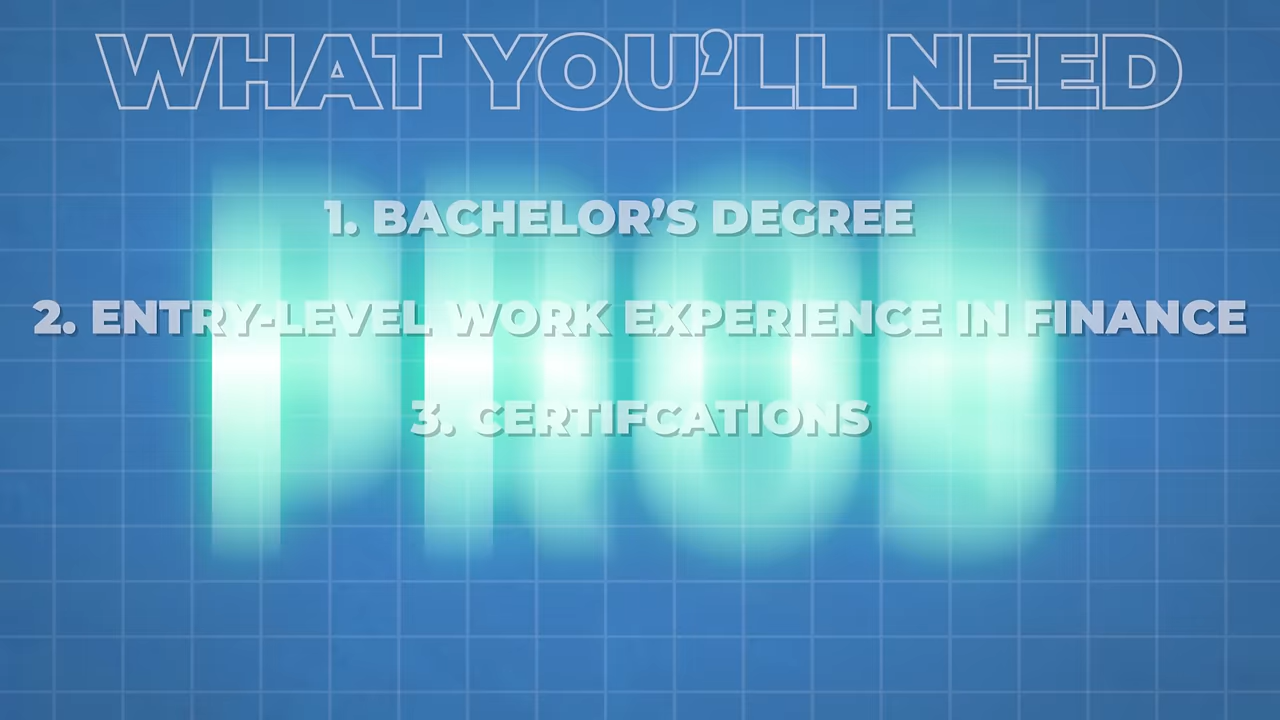 WHAT YOU'LL NEED
1. BACHELOR'S DEGREE
2. ENTRY-LEVEL WORK EXPERIENCE IN FINANCE
3. CERTIFCATIONS